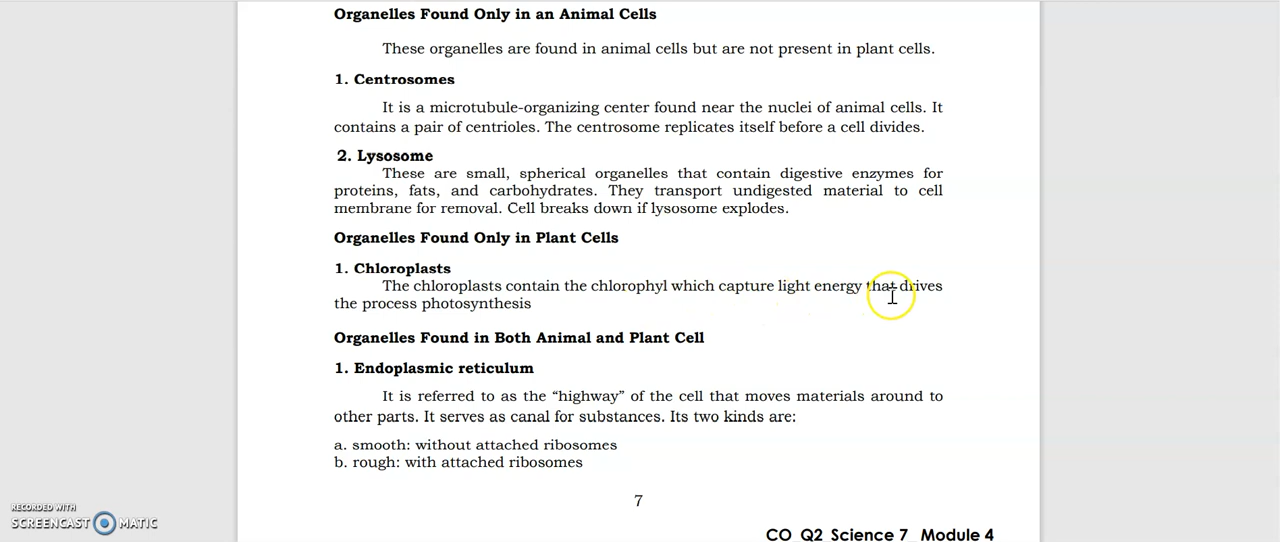 Organelles Found Only in an Animal Cells
These organelles are found in animal cells but are not present in plant cells.
1. Centrosomes
It is a microtubule-organizing center found near the nuclei of animal cells. It
contains a pair of centrioles. The centrosome replicates itself before a cell divides.
2. Lysosome
These are small, spherical organelles that contain digestive enzymes for
proteins, fats, and carbohydrates. They transport undigested material to cell
membrane for removal. Cell breaks down if lysosome explodes.
Organelles Found Only in Plant Cells
1. Chloroplasts
The chloroplasts contain the chlorophyl which capture light energy that drives
the process photosynthesis
Organelles Found in Both Animal and Plant Cell
1. Endoplasmic reticulum
It is referred to as the “highway” of the cell that moves materials around to
other parts. It serves as canal for substances. Its two kinds are:
a. smooth: without attached ribosomes
b. rough: with attached ribosomes
7
CO_Q2_Science 7_ Module 4
RECORDED WITH
SCREENCAST MATIC